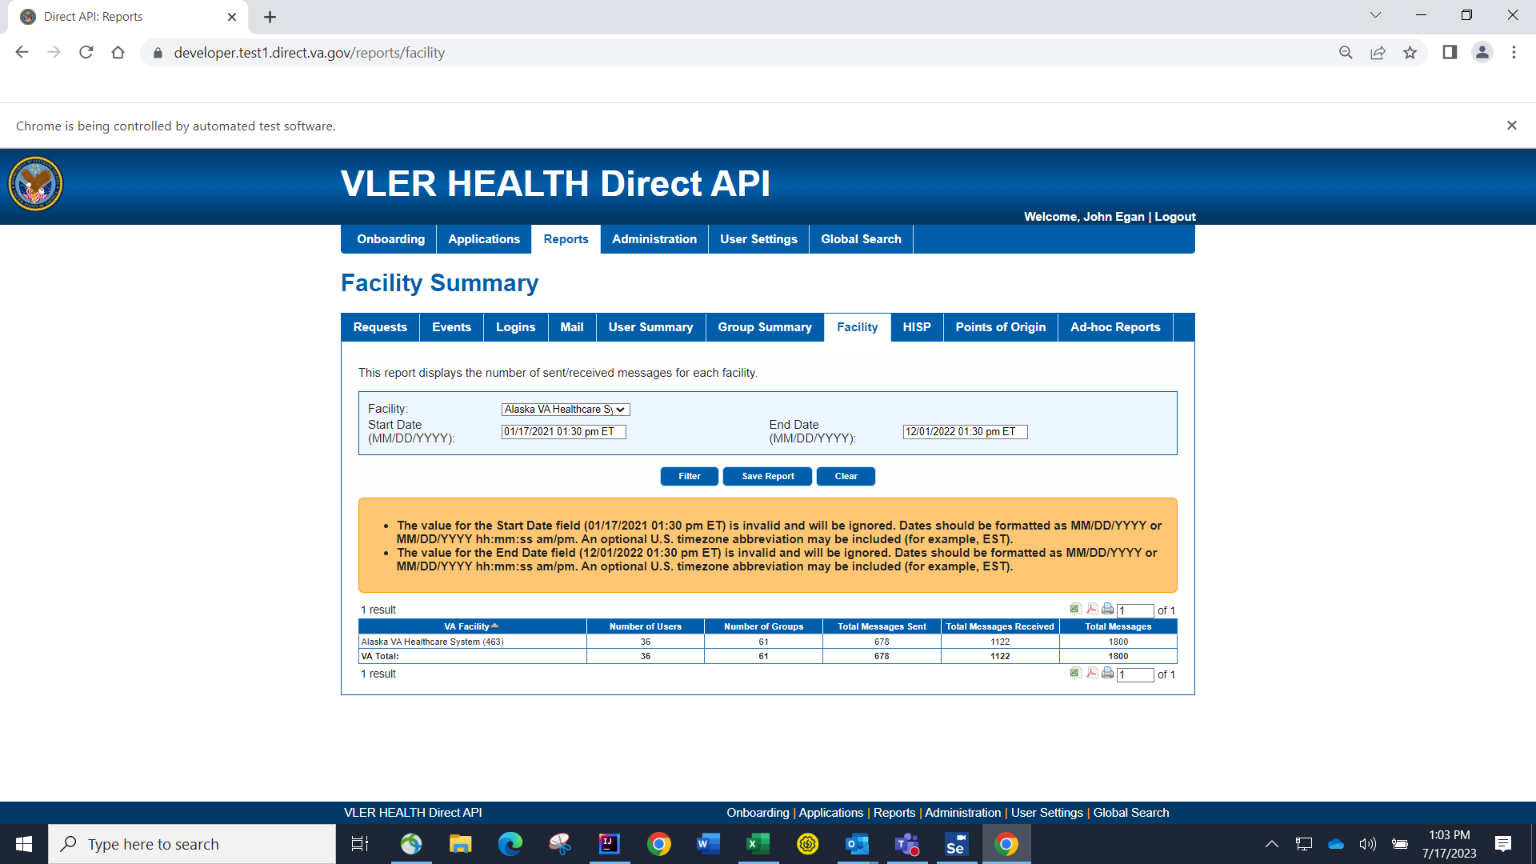 Direct API: Reports
developer.test1.direct.va.gov/reports/facility
Chrome is being controlled by automated test software.
VLER HEALTH Direct API
Welcome, John Egan | Logout
Onboarding Applications Reports Administration User Settings Global Search
Facility Summary
Requests Events Logins Mail User Summary Group Summary Facility HISP Points of Origin Ad-hoc Reports
This report displays the number of sent/received messages for each facility.
Facility: Alaska VA Healthcare Sy
Start Date (MM/DD/YYYY): 01/17/2021 01:30 pm ET End Date (MM/DD/YYYY): 12/01/2022 01:30 pm ET
Filter Save Report Clear
• The value for the Start Date field (01/17/2021 01:30 pm ET) is invalid and will be ignored. Dates should be formatted as MM/DD/YYYY or
MM/DD/YYYY hh:mm:ss am/pm. An optional U.S. timezone abbreviation may be included (for example, EST).
• The value for the End Date field (12/01/2022 01:30 pm ET) is invalid and will be ignored. Dates should be formatted as MM/DD/YYYY or
MM/DD/YYYY hh:mm:ss am/pm. An optional U.S. timezone abbreviation may be included (for example, EST).
1 result 1 of 1
VA Facility Number of Users Number of Groups Total Messages Sent Total Messages Received Total Messages
Alaska VA Healthcare System (463) 36 61 678 1122 1800
VA Total: 36 61 678 1122 1800
1 result 1 of 1
VLER HEALTH Direct API Onboarding | Applications | Reports | Administration | User Settings | Global Search
Type here to search
IJ
Se
1:03 PM
7/17/2023